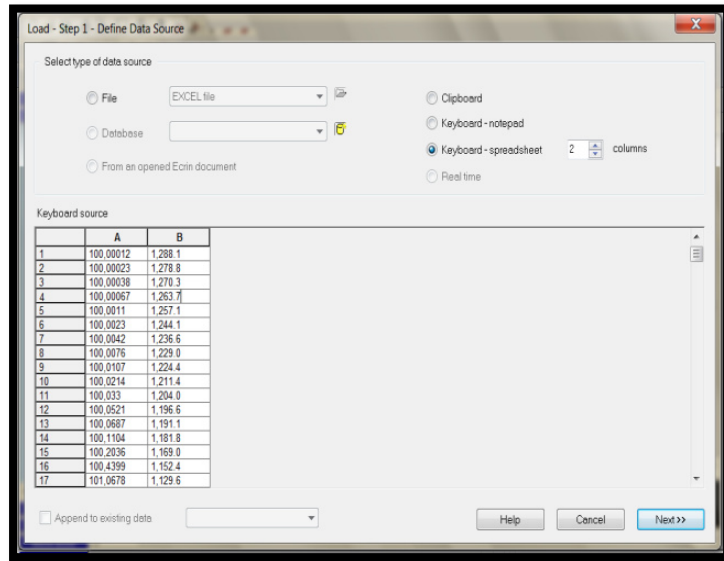 Load - Step 1 - Define Data Source
Select type of data source
File EXCEL file Clipboard
Database Keyboard - notepad
Keyboard - spreadsheet 2 columns
From an opened Ecrin document
Real time
Keyboard source
A B
1 100,00012 1,288.1
2 100,00023 1,278.8
3 100,00038 1,270.3
4 100,00067 1,263.7
5 100,0011 1,257.1
6 100,0023 1,244.1
7 100,0042 1,236.6
8 100,0076 1,229.0
9 100,0107 1,224.4
10 100,0214 1,211.4
11 100,033 1,204.0
12 100,0521 1,196.6
13 100,0687 1,191.1
14 100,1104 1,181.8
15 100,2036 1,169.0
16 100,4399 1,152.4
17 101,0678 1,129.6
Append to existing data Help Cancel Next>>